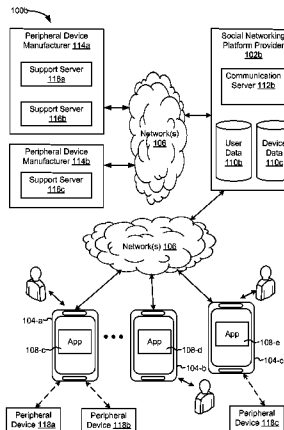 100b
Peripheral Device
Manufacturer 114a
Support Server
116a
Support Server
116b
Peripheral Device
Manufacturer 114b
Support Server
116c
Network(s)
106
Social Networking
Platform Provider
102b
Communication
Server 112b
User
Data
110b
Device
Data
110c
Network(s) 106
104-a
App
108-c
App
108-d
104-b
App
108-e
104-c
Peripheral
Device 118a
Peripheral
Device 118b
Peripheral
Device 118c